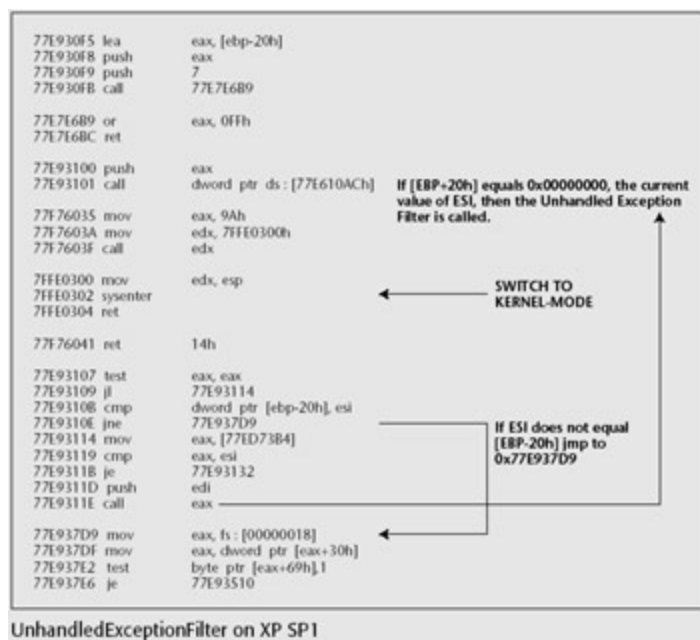 77E930F5 lea eax, [ebp-20h]
77E930F8 push eax
77E930F9 push 7
77E930FB call 77E7E6B9
77E7E6B9 or eax, 0FFh
77E7E6BC ret
77E93100 push eax
77E93101 call dword ptr ds : [77E610ACh]
If [EBP+20h] equals 0x00000000, the current
value of ESI, then the Unhandled Exception
Filter is called.
77F76035 mov eax, 9Ah
77F7603A mov edx, 7FFE0300h
77F7603F call edx
7FFE0300 mov edx, esp
7FFE0302 sysenter
7FFE0304 ret
SWITCH TO
KERNEL-MODE
77F76041 ret 14h
77E93107 test eax, eax
77E93109 jl 77E93114
77E9310B cmp dword ptr [ebp-20h], esi
77E9310E jne 77E937D9
77E93114 mov eax, [77ED73B4]
77E93119 cmp eax, esi
77E9311B je 77E93132
77E9311D push edi
77E9311E call eax
If ESI does not equal
[EBP-20h] jmp to
0x77E937D9
77E937D9 mov eax, fs : [00000018]
77E937DF mov eax, dword ptr [eax+30h]
77E937E2 test byte ptr [eax+69h],1
77E937E6 je 77E93510
UnhandledExceptionFilter on XP SP1